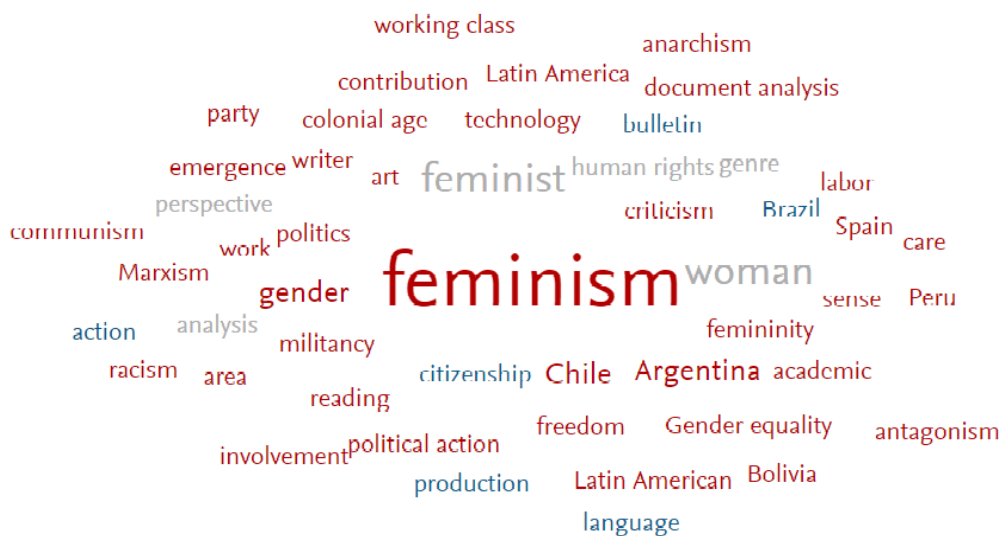 working class
anarchism
contribution
Latin America
document analysis
party
colonial age
technology
bulletin
emergence
writer
art
feminist
human rights
genre
labor
perspective
criticism
Brazil
Spain
communism
work
politics
care
Marxism
gender
feminism
woman
sense
Peru
action
analysis
militancy
femininity
racism
area
citizenship
Chile
Argentina
academic
reading
freedom
Gender equality
antagonism
involvement
political action
production
Latin American
Bolivia
language